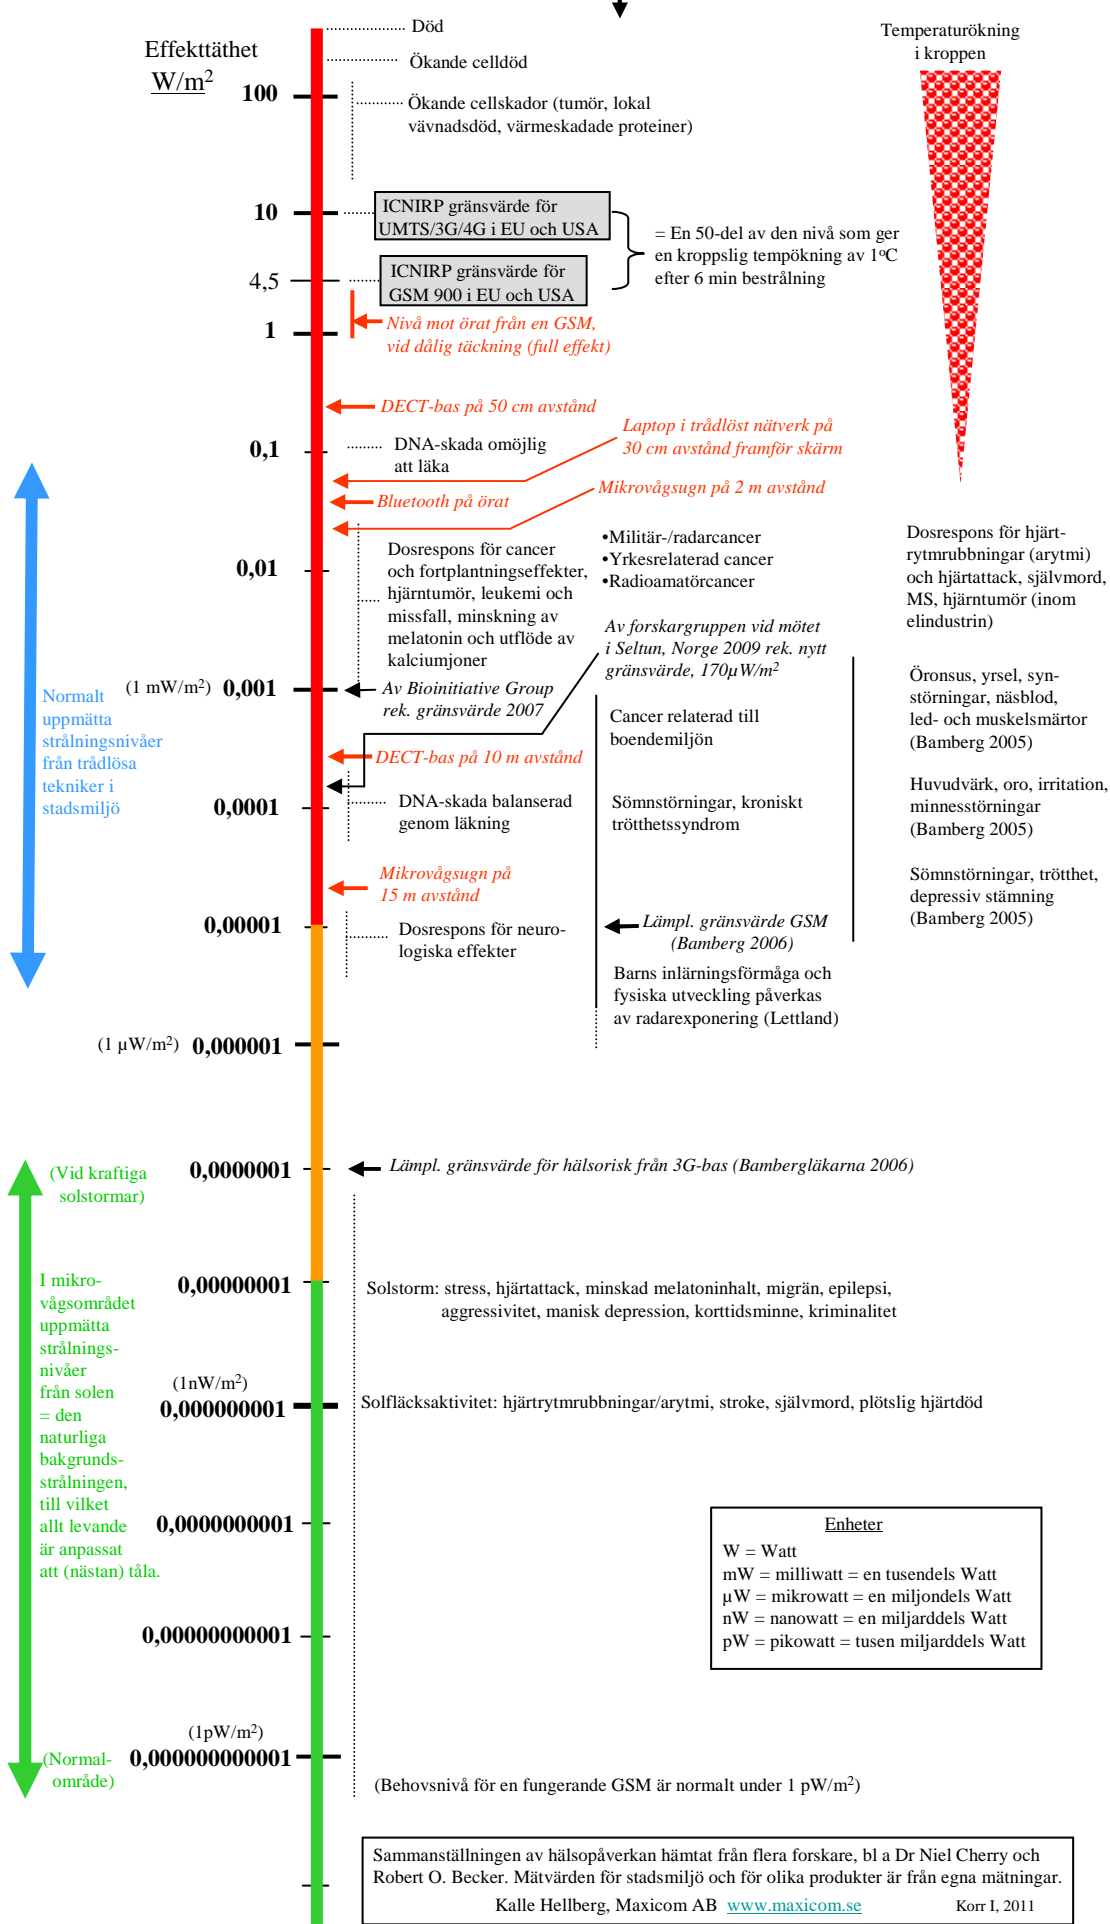 Död
Effekttäthet
W/m²
Temperaturökning
i kroppen
Ökande celldöd
100
Ökande cellskador (tumör, lokal
vävnadsdöd, värmeskadade proteiner)
10
ICNIRP gränsvärde för
UMTS/3G/4G i EU och USA
= En 50-del av den nivå som ger
en kroppslig tempökning av 1ºC
efter 6 min bestrålning
4,5
ICNIRP gränsvärde för
GSM 900 i EU och USA
1
Nivå mot örat från en GSM,
vid dålig täckning (full effekt)
DECT-bas på 50 cm avstånd
0,1
DNA-skada omöjlig
att läka
Laptop i trådlöst nätverk på
30 cm avstånd framför skärm
Bluetooth på örat
Mikrovågsugn på 2 m avstånd
0,01
Dosrespons för cancer
och fortplantningseffekter,
hjärntumör, leukemi och
missfall, minskning av
melatonin och utflöde av
kalciumjoner
•Militär-/radarcancer
•Yrkesrelaterad cancer
•Radioamatörcancer
Dosrespons för hjärt-
rytmrubbningar (arytmi)
och hjärtattack, självmord,
MS, hjärntumör (inom
elindustrin)
Av forskargruppen vid mötet
i Seltun, Norge 2009 rek. nytt
gränsvärde, 170µW/m²
Normalt
uppmätta
strålningsnivåer
från trådlösa
tekniker i
stadsmiljö
(1 mW/m²) 0,001
Av Bioinitiative Group
rek. gränsvärde 2007
Cancer relaterad till
boendemiljön
Öronsus, yrsel, syn-
störningar, näsblod,
led- och muskelsmärtor
(Bamberg 2005)
DECT-bas på 10 m avstånd
0,0001
DNA-skada balanserad
genom läkning
Sömnstörningar, kroniskt
trötthetssyndrom
Huvudvärk, oro, irritation,
minnesstörningar
(Bamberg 2005)
Mikrovågsugn på
15 m avstånd
Sömnstörningar, trötthet,
depressiv stämning
(Bamberg 2005)
0,00001
Dosrespons för neuro-
logiska effekter
Lämpl. gränsvärde GSM
(Bamberg 2006)
Barns inlärningsförmåga och
fysiska utveckling påverkas
av radarexponering (Lettland)
(1 µW/m²) 0,000001
(Vid kraftiga
solstormar)
0,0000001
Lämpl. gränsvärde för hälsorisk från 3G-bas (Bambergläkarna 2006)
I mikro-
vågsområdet
uppmätta
strålnings-
nivåer
från solen
= den
naturliga
bakgrunds-
strålningen,
till vilket
allt levande
är anpassat
att (nästan) tåla.
0,00000001
Solstorm: stress, hjärtattack, minskad melatoninhalt, migrän, epilepsi,
aggressivitet, manisk depression, korttidsminne, kriminalitet
(1nW/m²)
0,000000001
Solfläcksaktivitet: hjärtrytmrubbningar/arytmi, stroke, självmord, plötslig hjärtdöd
0,0000000001
Enheter
W = Watt
mW = milliwatt = en tusendels Watt
µW = mikrowatt = en miljondels Watt
nW = nanowatt = en miljarddels Watt
pW = pikowatt = tusen miljarddels Watt
0,00000000001
(1pW/m²)
0,000000000001
(Normal-
område)
(Behovsnivå för en fungerande GSM är normalt under 1 pW/m²)
Sammanställningen av hälsopåverkan hämtat från flera forskare, bl a Dr Niel Cherry och
Robert O. Becker. Mätvärden för stadsmiljö och för olika produkter är från egna mätningar.
Kalle Hellberg, Maxicom AB www.maxicom.se Korr I, 2011